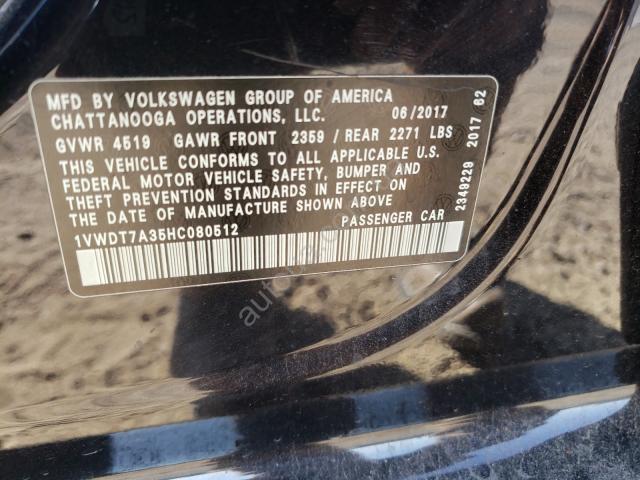 MFD BY VOLKSWAGEN GROUP OF AMERICA
CHATTANOOGA OPERATIONS, LLC. 06/2017
GVWR 4519 GAWR FRONT 2359 / REAR 2271 LBS
THIS VEHICLE CONFORMS TO ALL APPLICABLE U.S.
FEDERAL MOTOR VEHICLE SAFETY, BUMPER AND
THEFT PREVENTION STANDARDS IN EFFECT ON
THE DATE OF MANUFACTURE SHOWN ABOVE
1VWDT7A35HC080512 PASSENGER CAR
2349229 2017 62